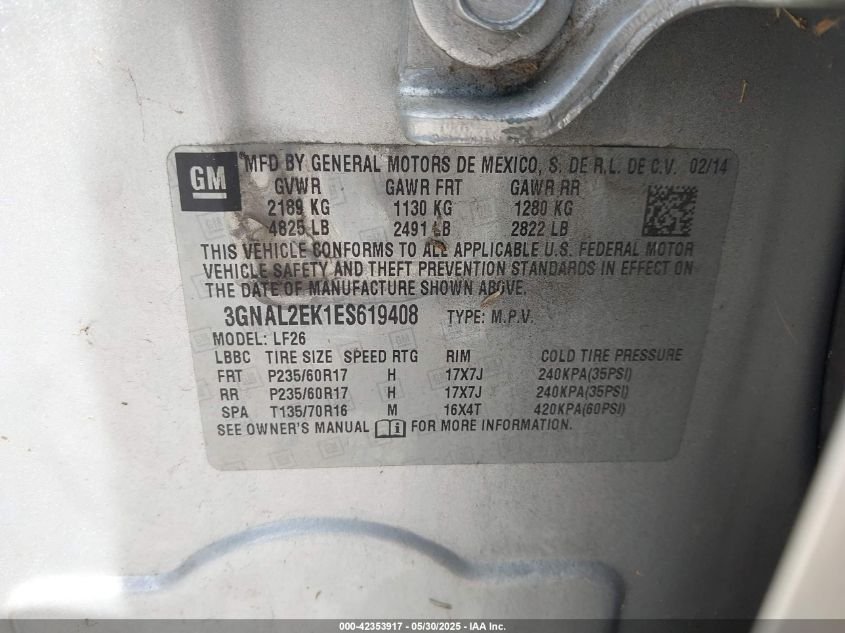 GM ® MFD BY GENERAL MOTORS DE MEXICO, S. DE R.L. DE C.V. 02/14
GVWR GAWR FRT GAWR RR
2189 KG 1130 KG 1280 KG
4825 LB 2491 LB 2822 LB
THIS VEHICLE CONFORMS TO ALL APPLICABLE U.S. FEDERAL MOTOR
VEHICLE SAFETY AND THEFT PREVENTION STANDARDS IN EFFECT ON
THE DATE OF MANUFACTURE SHOWN ABOVE.
3GNAL2EK1ES619408 TYPE: M.P.V.
MODEL: LF26
LBBC TIRE SIZE SPEED RTG RIM COLD TIRE PRESSURE
FRT P235/60R17 H 17X7J 240KPA(35PSI)
RR P235/60R17 H 17X7J 240KPA(35PSI)
SPA T135/70R16 M 16X4T 420KPA(60PSI)
SEE OWNER'S MANUAL i FOR MORE INFORMATION.
000-42353917 - 05/30/2025 - IAA Inc.